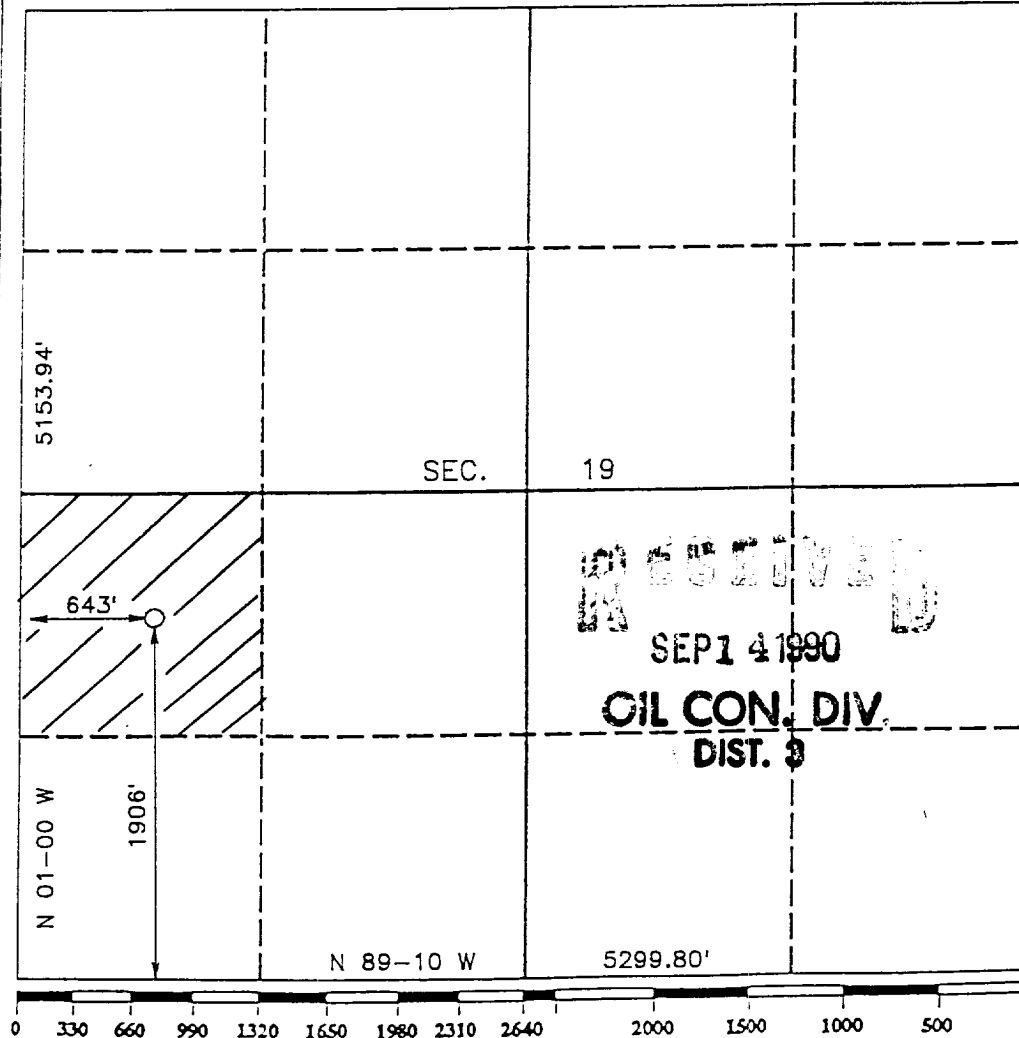 5153.94'
SEC. 19
643'
RECEIVED
SEP 14 1990
OIL CON. DIV.
DIST. 3
1906'
N 01-00 W
N 89-10 W 5299.80'
0 330 660 990 1320 1650 1980 2310 2640 2000 1500 1000 500